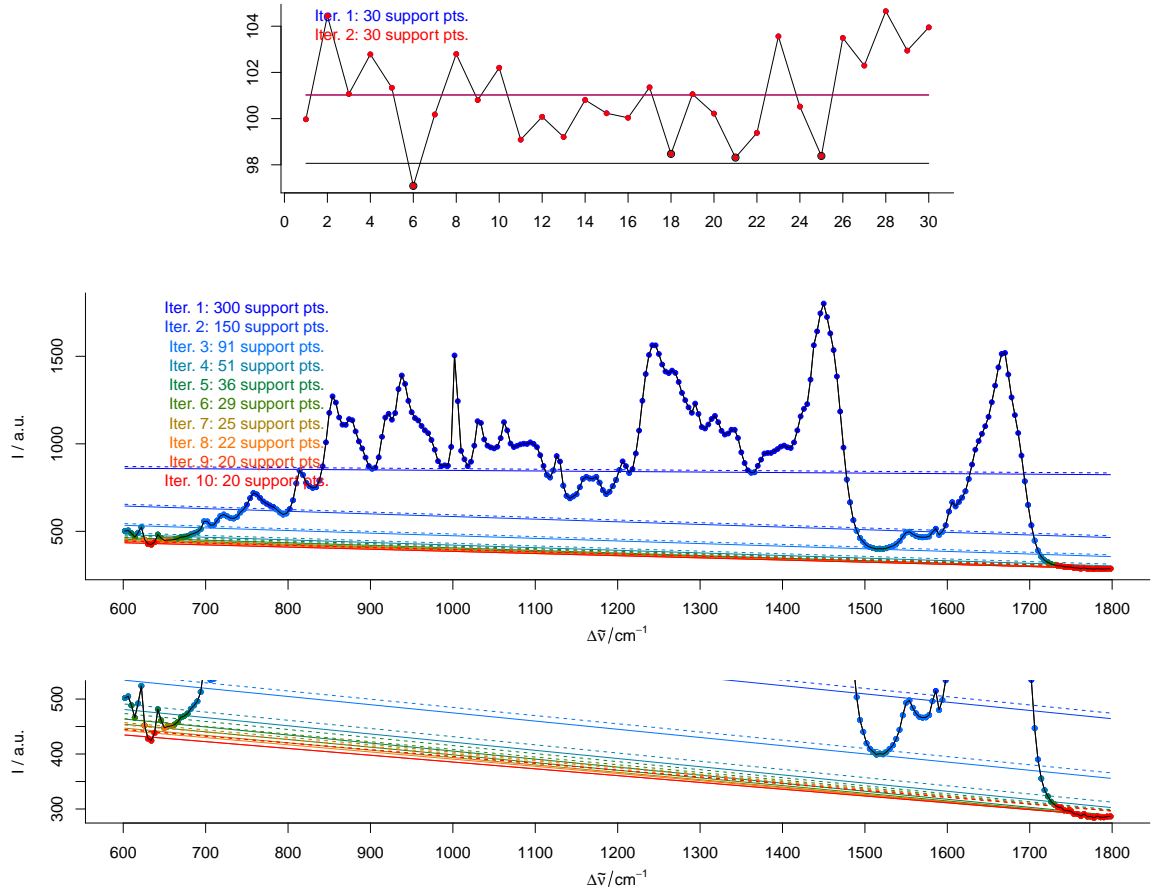 104
102
100
98
Iter. 1: 30 support pts.
Iter. 2: 30 support pts.
0 2 4 6 8 10 12 14 16 18 20 22 24 26 28 30
I / a.u.
1500
1000
500
Iter. 1: 300 support pts.
Iter. 2: 150 support pts.
Iter. 3: 91 support pts.
Iter. 4: 51 support pts.
Iter. 5: 36 support pts.
Iter. 6: 29 support pts.
Iter. 7: 25 support pts.
Iter. 8: 22 support pts.
Iter. 9: 20 support pts.
Iter. 10: 20 support pts.
600 700 800 900 1000 1100 1200 1300 1400 1500 1600 1700 1800
Δν̃/cm⁻¹
I / a.u.
500
400
300
600 700 800 900 1000 1100 1200 1300 1400 1500 1600 1700 1800
Δν̃/cm⁻¹